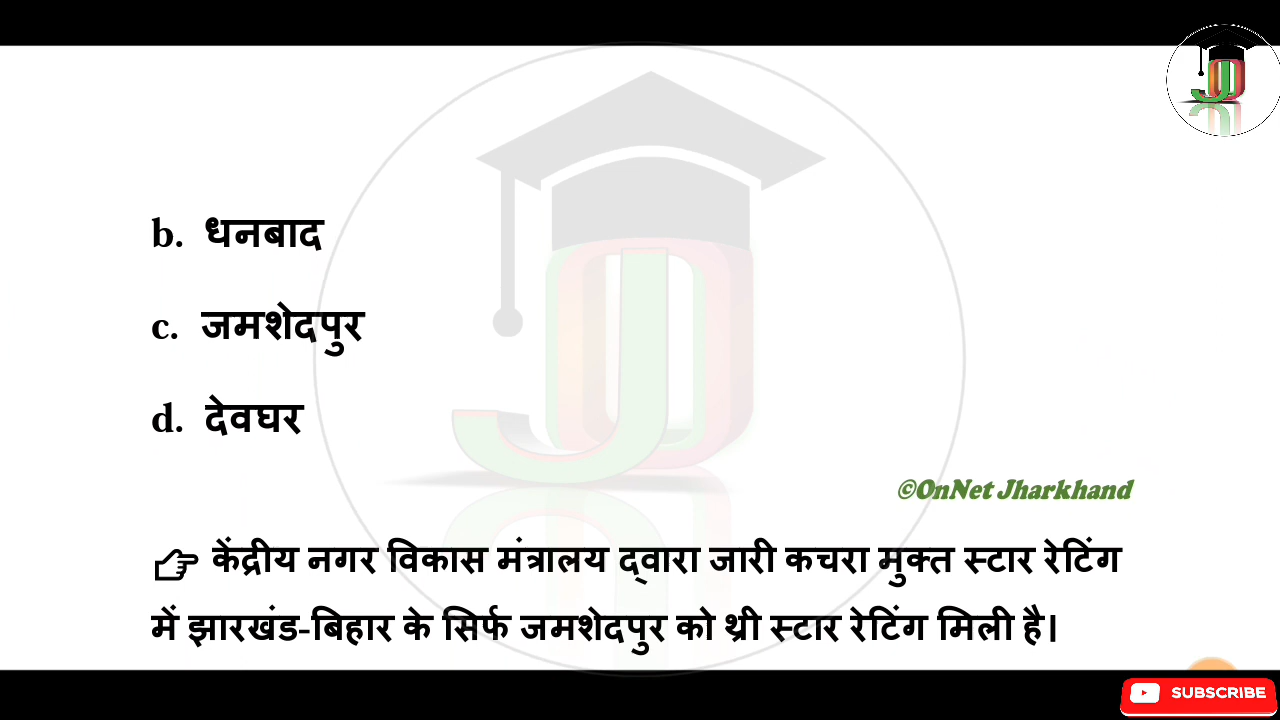 b. धनबाद
c. जमशेदपुर
d. देवघर
©OnNet Jharkhand
केंद्रीय नगर विकास मंत्रालय द्वारा जारी कचरा मुक्त स्टार रेटिंग
में झारखंड-बिहार के सिर्फ जमशेदपुर को थ्री स्टार रेटिंग मिली है।
SUBSCRIBE